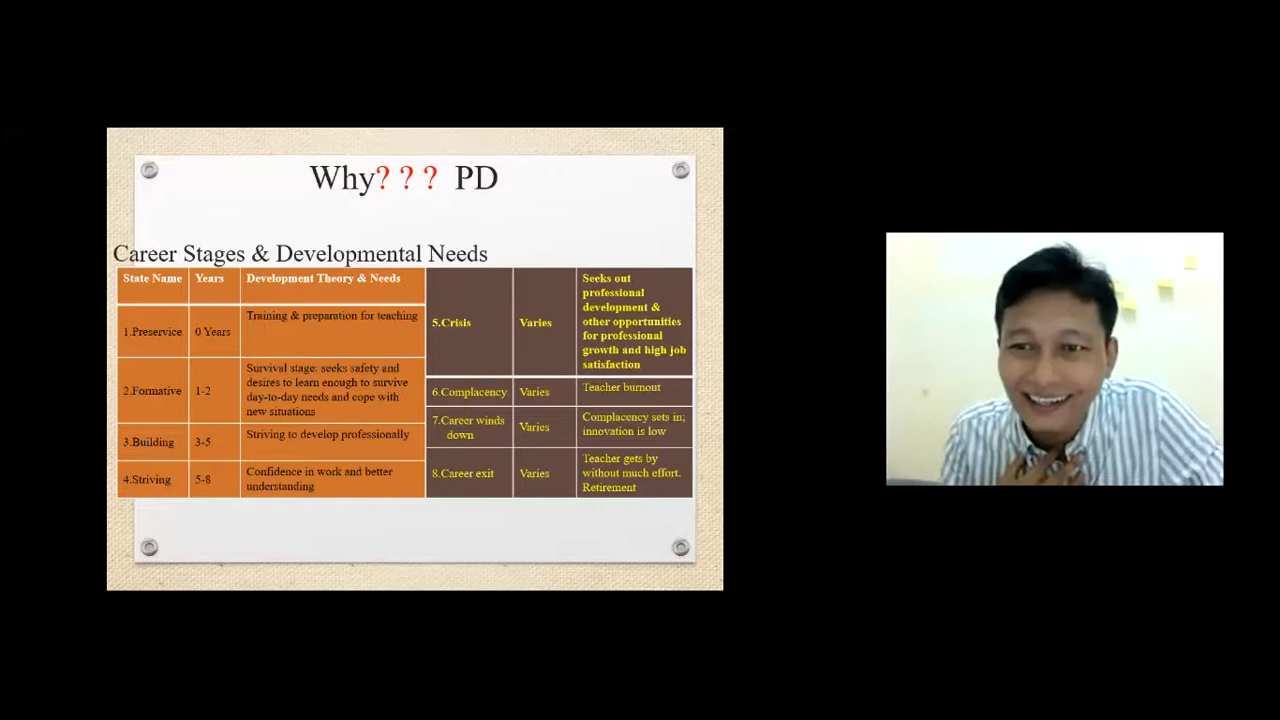 Why? ? ? PD
Career Stages & Developmental Needs
State Name Years Development Theory & Needs
1.Preservice 0 Years Training & preparation for teaching
2.Formative 1-2 Survival stage: seeks safety and
desires to learn enough to survive
day-to-day needs and cope with
new situations
3.Building 3-5 Striving to develop professionally
4.Striving 5-8 Confidence in work and better
understanding
5.Crisis Varies Seeks out
professional
development &
other opportunities
for professional
growth and high job
satisfaction
6.Complacency Varies Teacher burnout
7.Career winds
down Varies Complacency sets in;
innovation is low
8.Career exit Varies Teacher gets by
without much effort.
Retirement